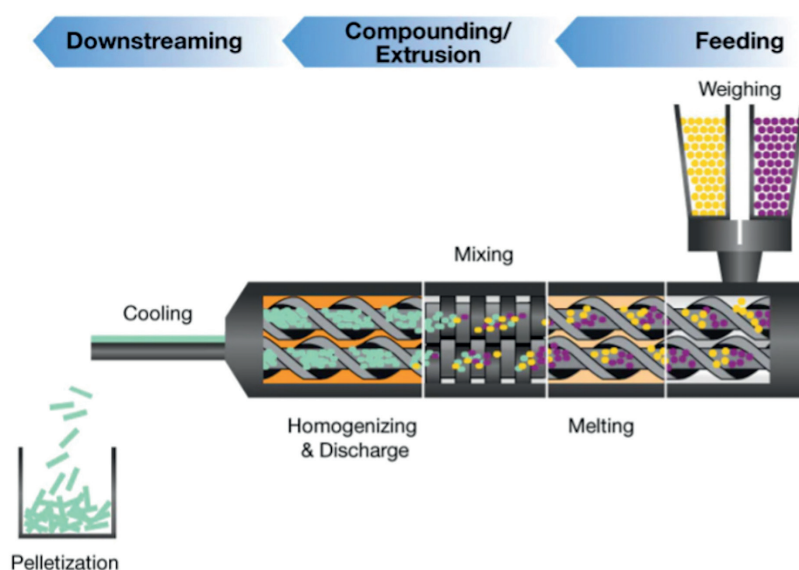 Downstreaming
Compounding/
Extrusion
Feeding
Weighing
Mixing
Cooling
Homogenizing
& Discharge
Melting
Pelletization